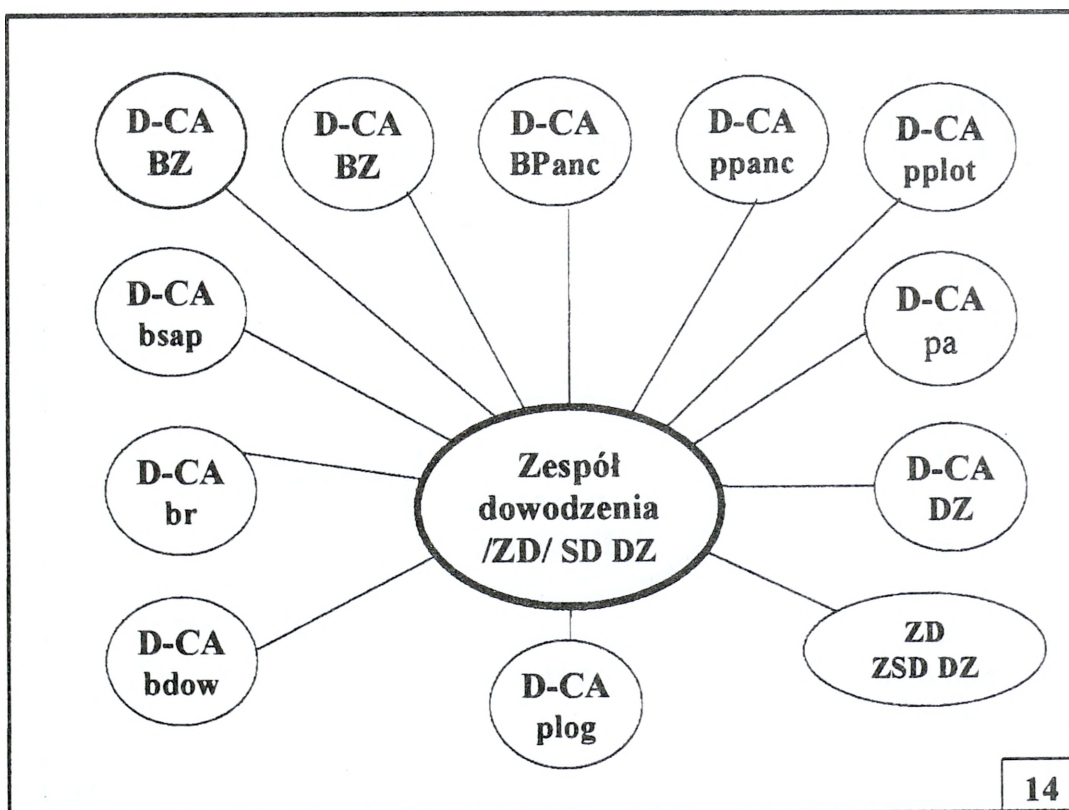 D-CA
BZ
D-CA
BZ
D-CA
BPanc
D-CA
ppanc
D-CA
pplot
D-CA
bsap
D-CA
pa
D-CA
br
Zespół
dowodzenia
/ZD/ SD DZ
D-CA
DZ
D-CA
bdow
D-CA
plog
ZD
ZSD DZ
14